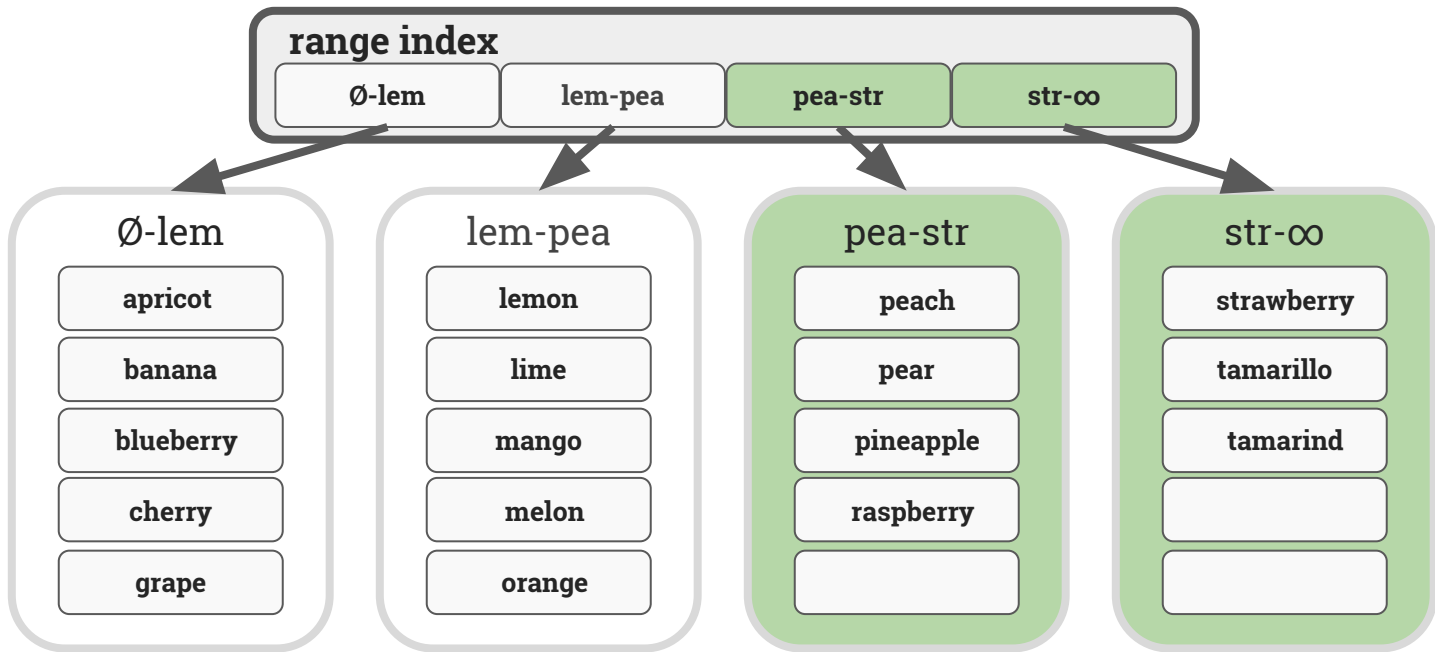 range index
Ø-lem
lem-pea
pea-str
str-∞
Ø-lem
apricot
banana
blueberry
cherry
grape
lem-pea
lemon
lime
mango
melon
orange
pea-str
peach
pear
pineapple
raspberry
str-∞
strawberry
tamarillo
tamarind